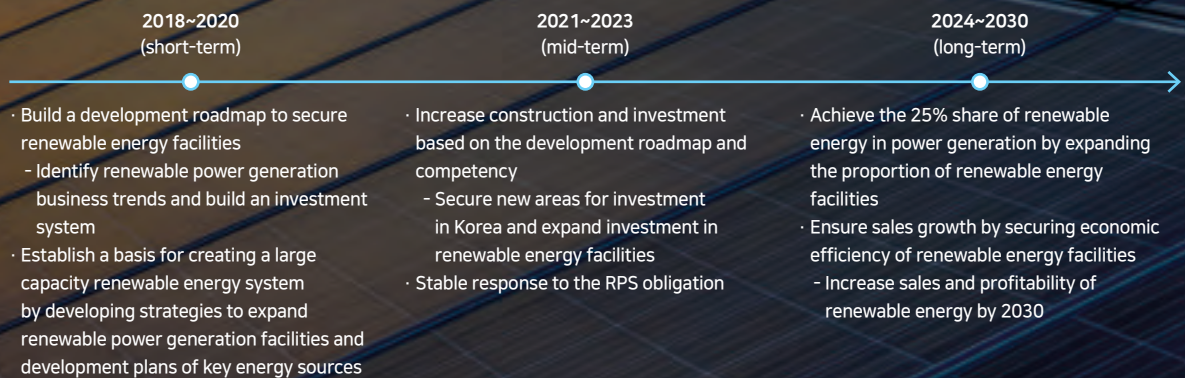 2018~2020
(short-term)
· Build a development roadmap to secure
renewable energy facilities
- Identify renewable power generation
business trends and build an investment
system
· Establish a basis for creating a large
capacity renewable energy system
by developing strategies to expand
renewable power generation facilities and
development plans of key energy sources
2021~2023
(mid-term)
· Increase construction and investment
based on the development roadmap and
competency
- Secure new areas for investment
in Korea and expand investment in
renewable energy facilities
· Stable response to the RPS obligation
2024~2030
(long-term)
· Achieve the 25% share of renewable
energy in power generation by expanding
the proportion of renewable energy
facilities
· Ensure sales growth by securing economic
efficiency of renewable energy facilities
- Increase sales and profitability of
renewable energy by 2030